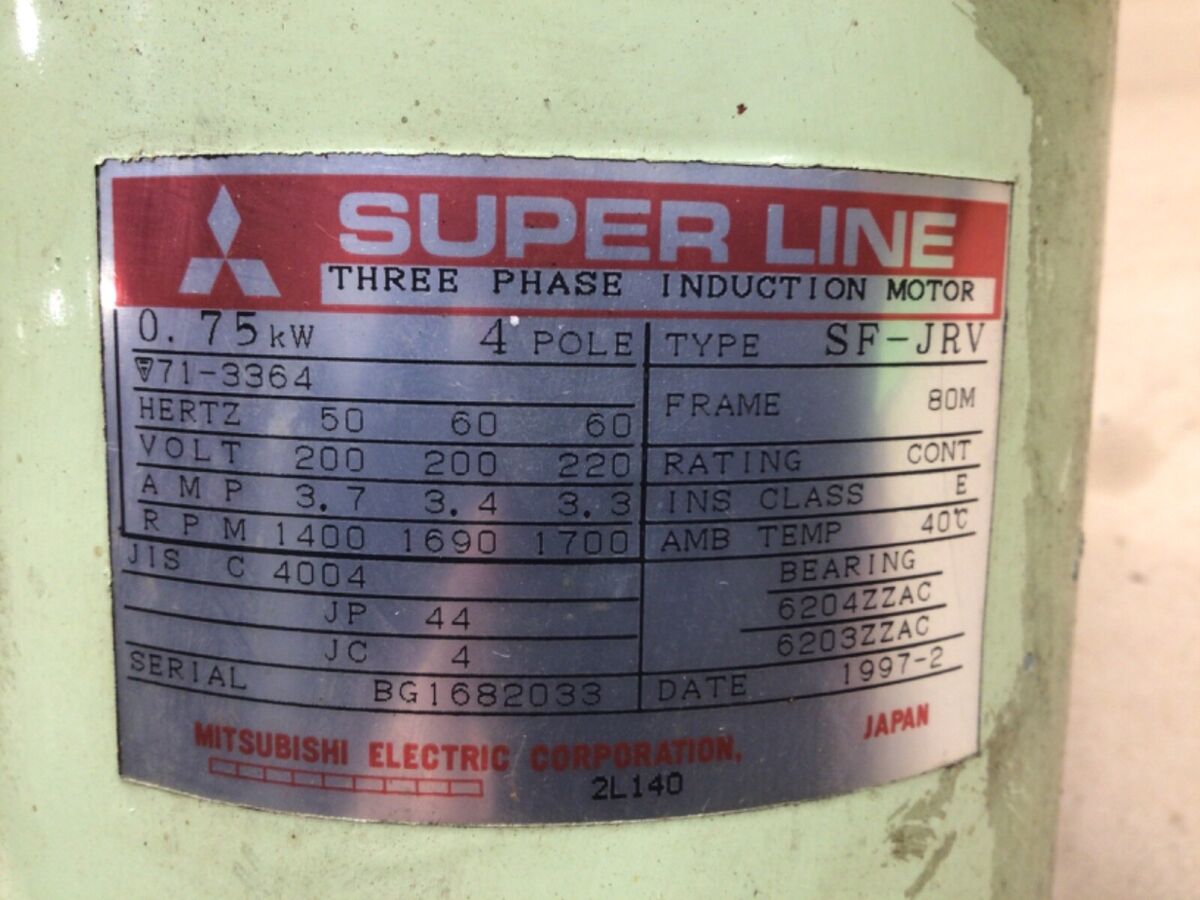 SUPER LINE
THREE PHASE INDUCTION MOTOR
0.75 kW 4 POLE
71-3364
HERTZ 50 60 60
VOLT 200 200 220
AMP 3.7 3.4 3.3
RPM 1400 1690 1700
JIS C 4004
JP 44
JC 4
SERIAL BG1682033
TYPE SF-JRV
FRAME 80M
RATING CONT
INS CLASS E
AMB TEMP 40℃
BEARING
6204ZZAC
6203ZZAC
DATE 1997-2
MITSUBISHI ELECTRIC CORPORATION, JAPAN
2L140